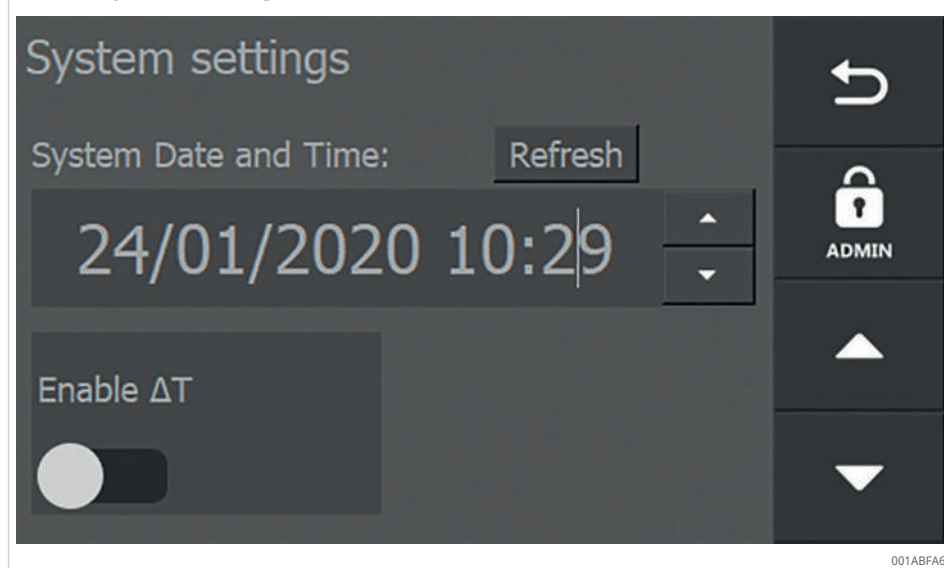 System settings
System Date and Time:
Refresh
24/01/2020 10:29
ADMIN
Enable ΔT
001ABFA6